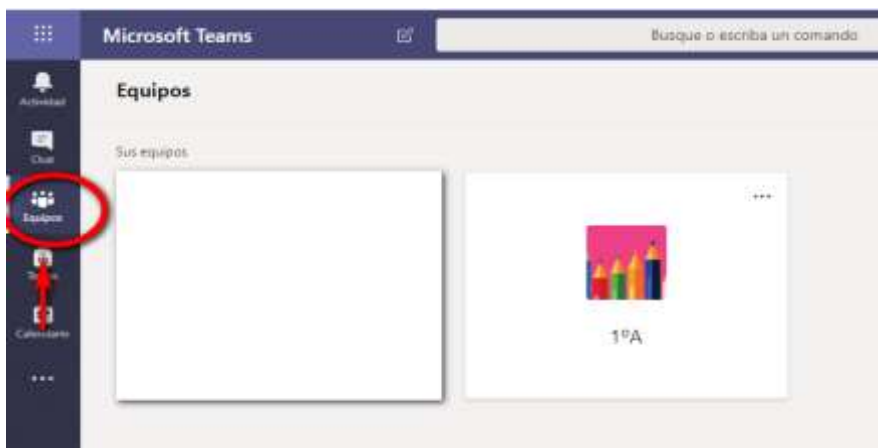 Microsoft Teams
Busque o escriba un comando
Actividad
Equipos
Chat
Sus equipos
Equipos
Calendario
1ºA